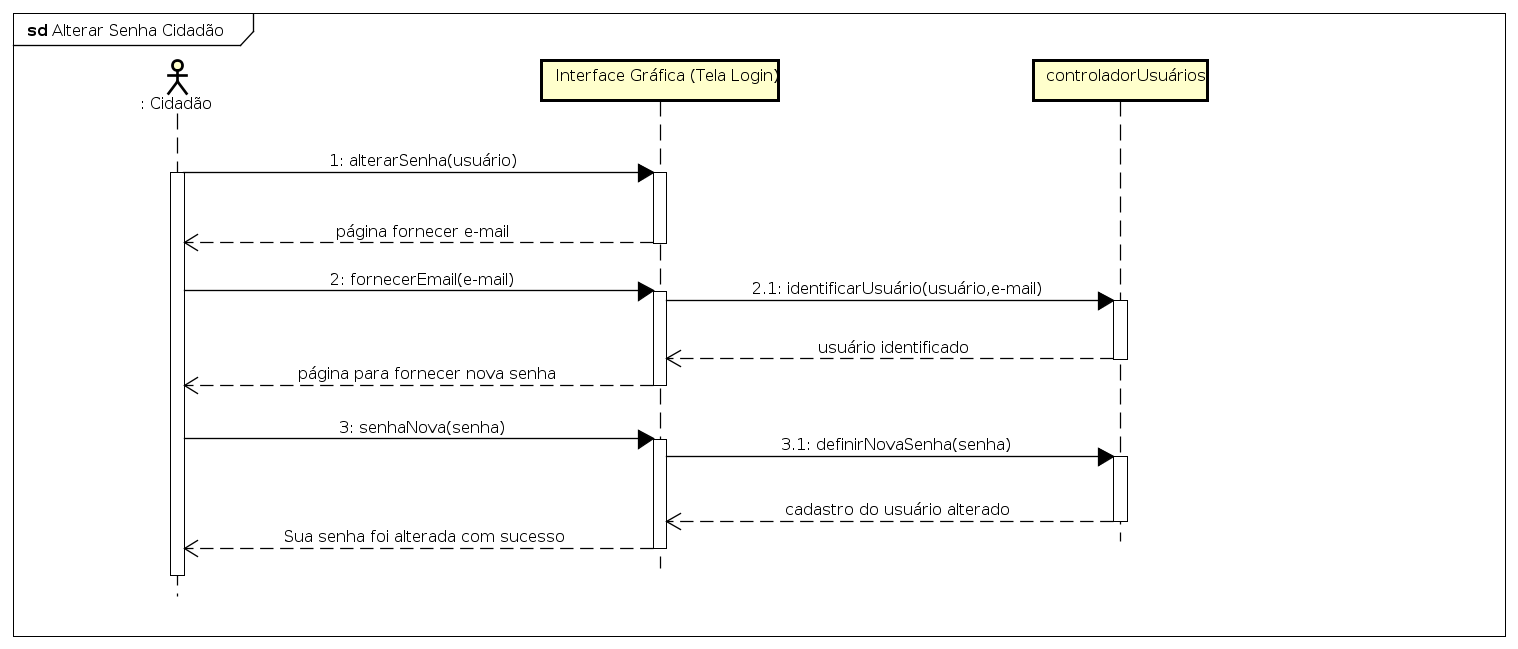 sd Alterar Senha Cidadão
: Cidadão
Interface Gráfica (Tela Login)
controladorUsuários
1: alterarSenha(usuário)
página fornecer e-mail
2: fornecerEmail(e-mail)
2.1: identificarUsuário(usuário,e-mail)
usuário identificado
página para fornecer nova senha
3: senhaNova(senha)
3.1: definirNovaSenha(senha)
cadastro do usuário alterado
Sua senha foi alterada com sucesso